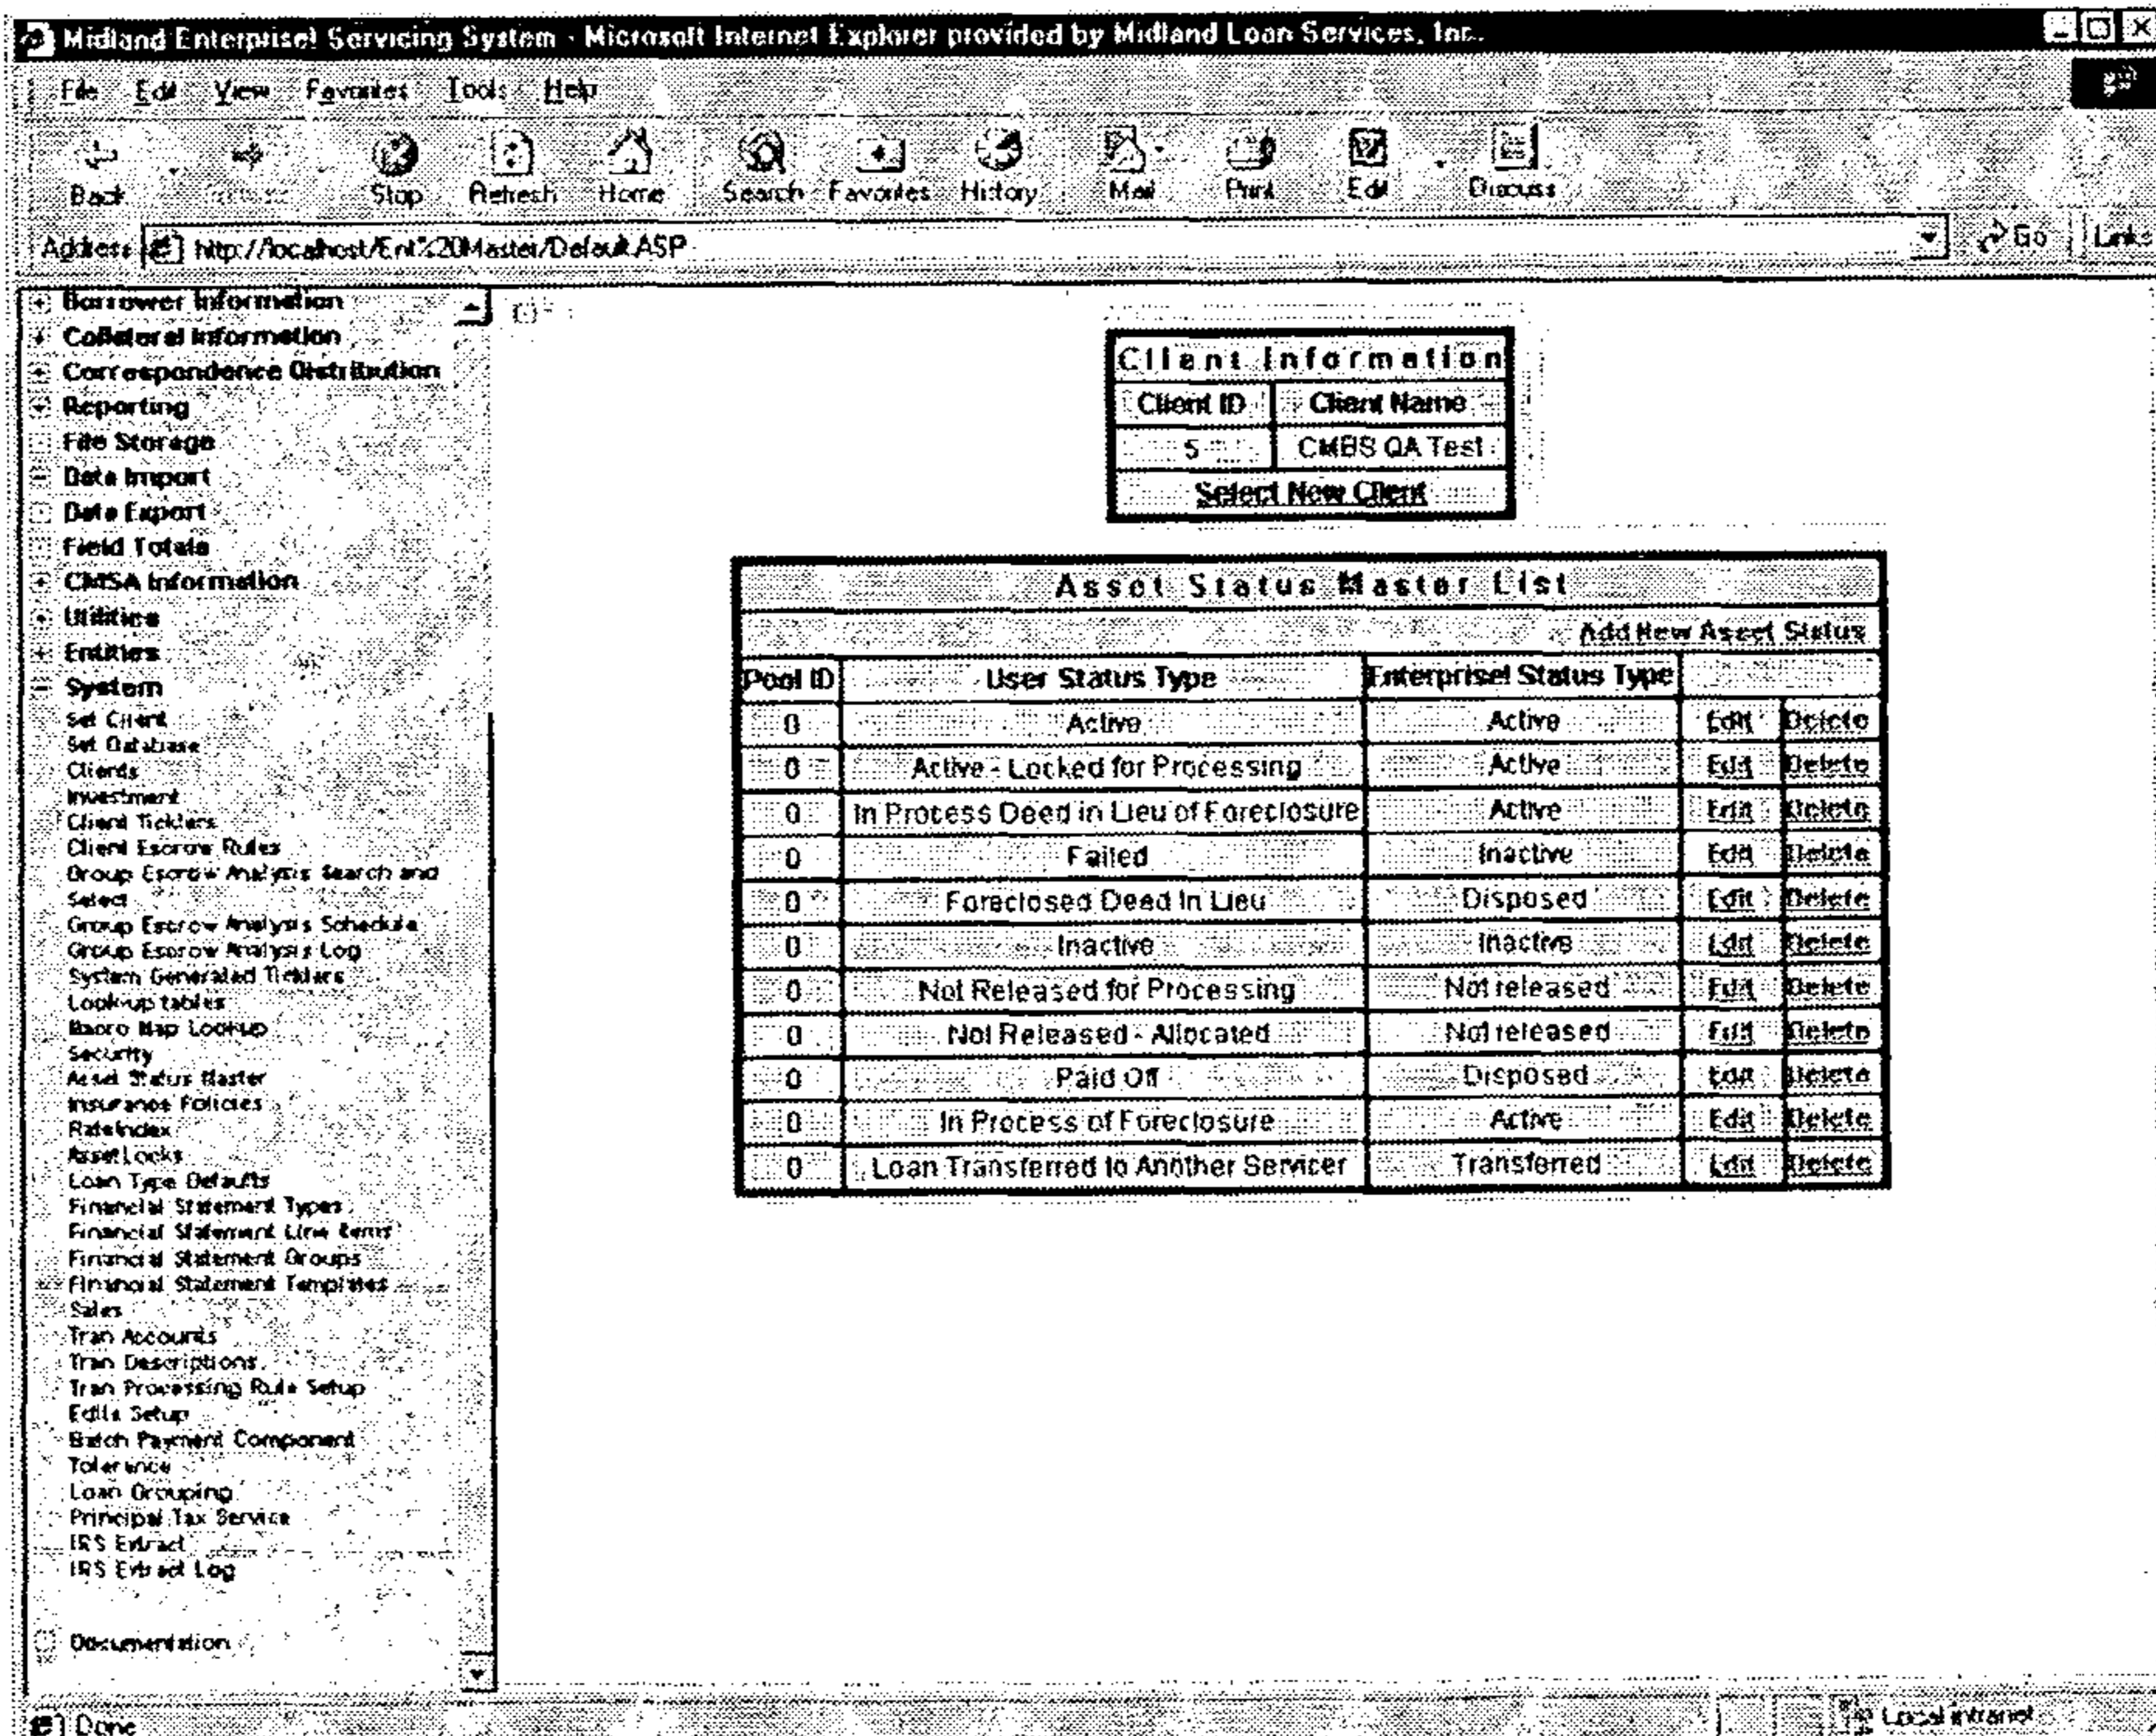 Midland Enterprise! Servicing System - Microsoft Internet Explorer provided by Midland Loan Services, Inc.
File Edit View Favorites Tools Help
Back Stop Refresh Home Search Favorites History Mail Print Edit Discuss
Address http://localhost/Ent%20Master/Default.ASP Go Links
Borrower Information
Collateral Information
Correspondence Distribution
Reporting
File Storage
Data Import
Data Export
Field Totals
CMSA Information
Utilities
Entities
System
Set Client
Set Database
Clients
Investment
Client Ticklers
Client Escrow Rules
Group Escrow Analysis Search and
Select
Group Escrow Analysis Schedule
Group Escrow Analysis Log
System Generated Ticklers
Look-up tables
Macro Map Lookup
Security
Asset Status Master
Insurance Policies
RateIndex
AssetLocks
Loan Type Defaults
Financial Statement Types
Financial Statement Line Items
Financial Statement Groups
Financial Statement Templates
Sales
Tran Accounts
Tran Descriptions
Tran Processing Rule Setup
Edits Setup
Batch Payment Component
Tolerance
Loan Grouping
Principal Tax Service
IRS Extract
IRS Extract Log
Documentation
Client Information
Client ID Client Name
5 CMBS QA Test
Select New Client
Asset Status Master List
Add New Asset Status
Pool ID User Status Type Enterprise! Status Type
0 Active Active Edit Delete
0 Active - Locked for Processing Active Edit Delete
0 In Process Deed in Lieu of Foreclosure Active Edit Delete
0 Failed Inactive Edit Delete
0 Foreclosed Deed In Lieu Disposed Edit Delete
0 Inactive Inactive Edit Delete
0 Not Released for Processing Not released Edit Delete
0 Not Released - Allocated Not released Edit Delete
0 Paid Off Disposed Edit Delete
0 In Process of Foreclosure Active Edit Delete
0 Loan Transferred to Another Servicer Transferred Edit Delete
Done Local intranet